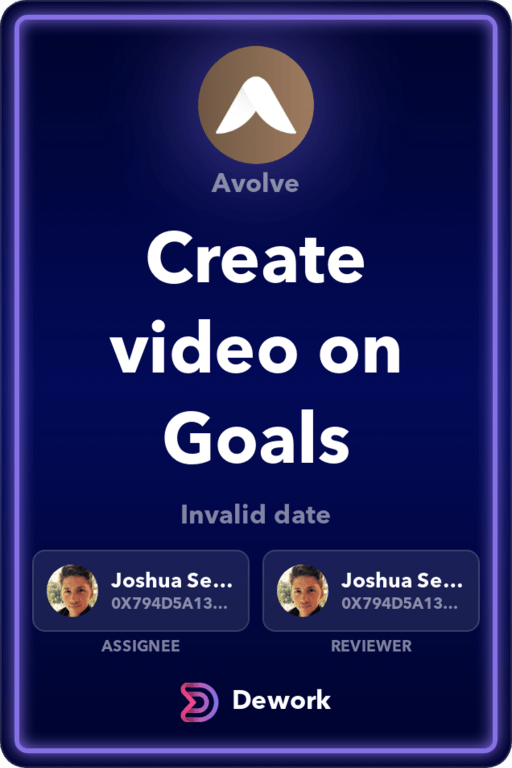 Avolve
Create
video on
Goals
Invalid date
Joshua Se...
0X794D5A13...
Joshua Se...
0X794D5A13...
ASSIGNEE
REVIEWER
Dework